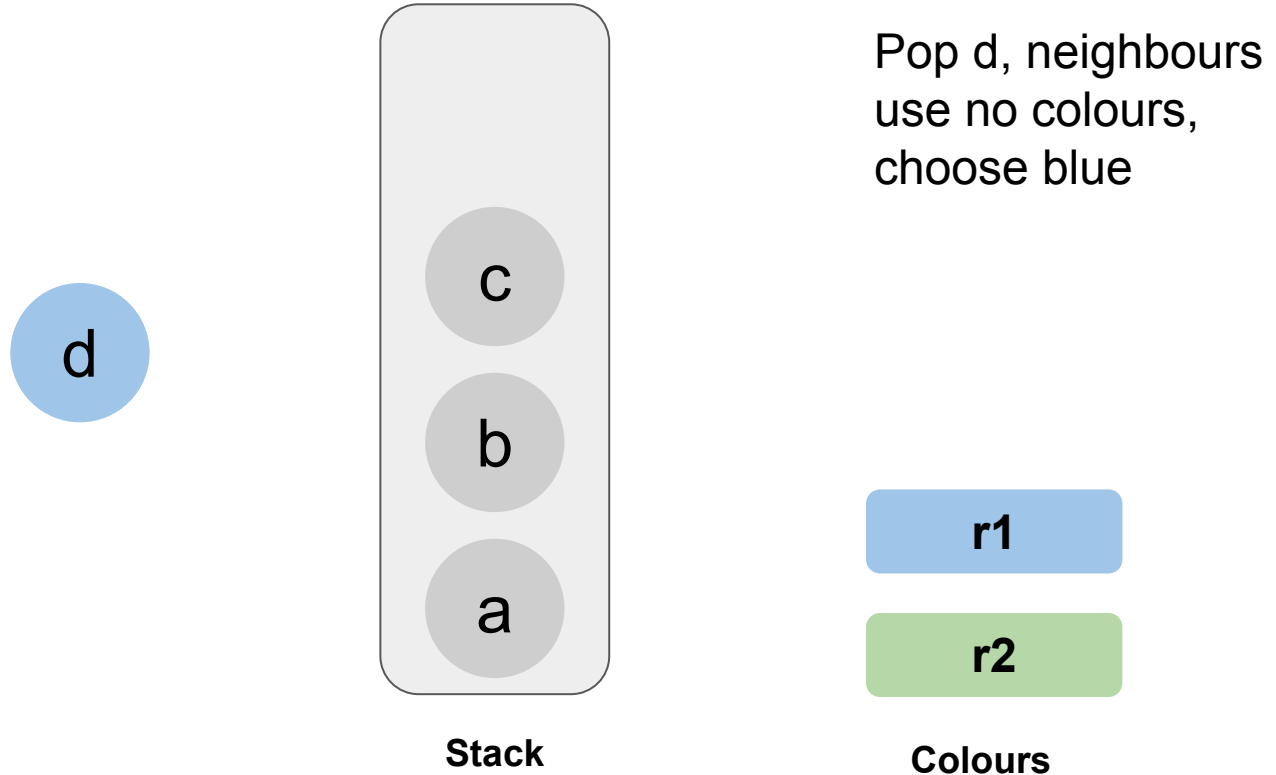 Pop d, neighbours
use no colours,
choose blue
d
c
b
a
r1
r2
Stack
Colours